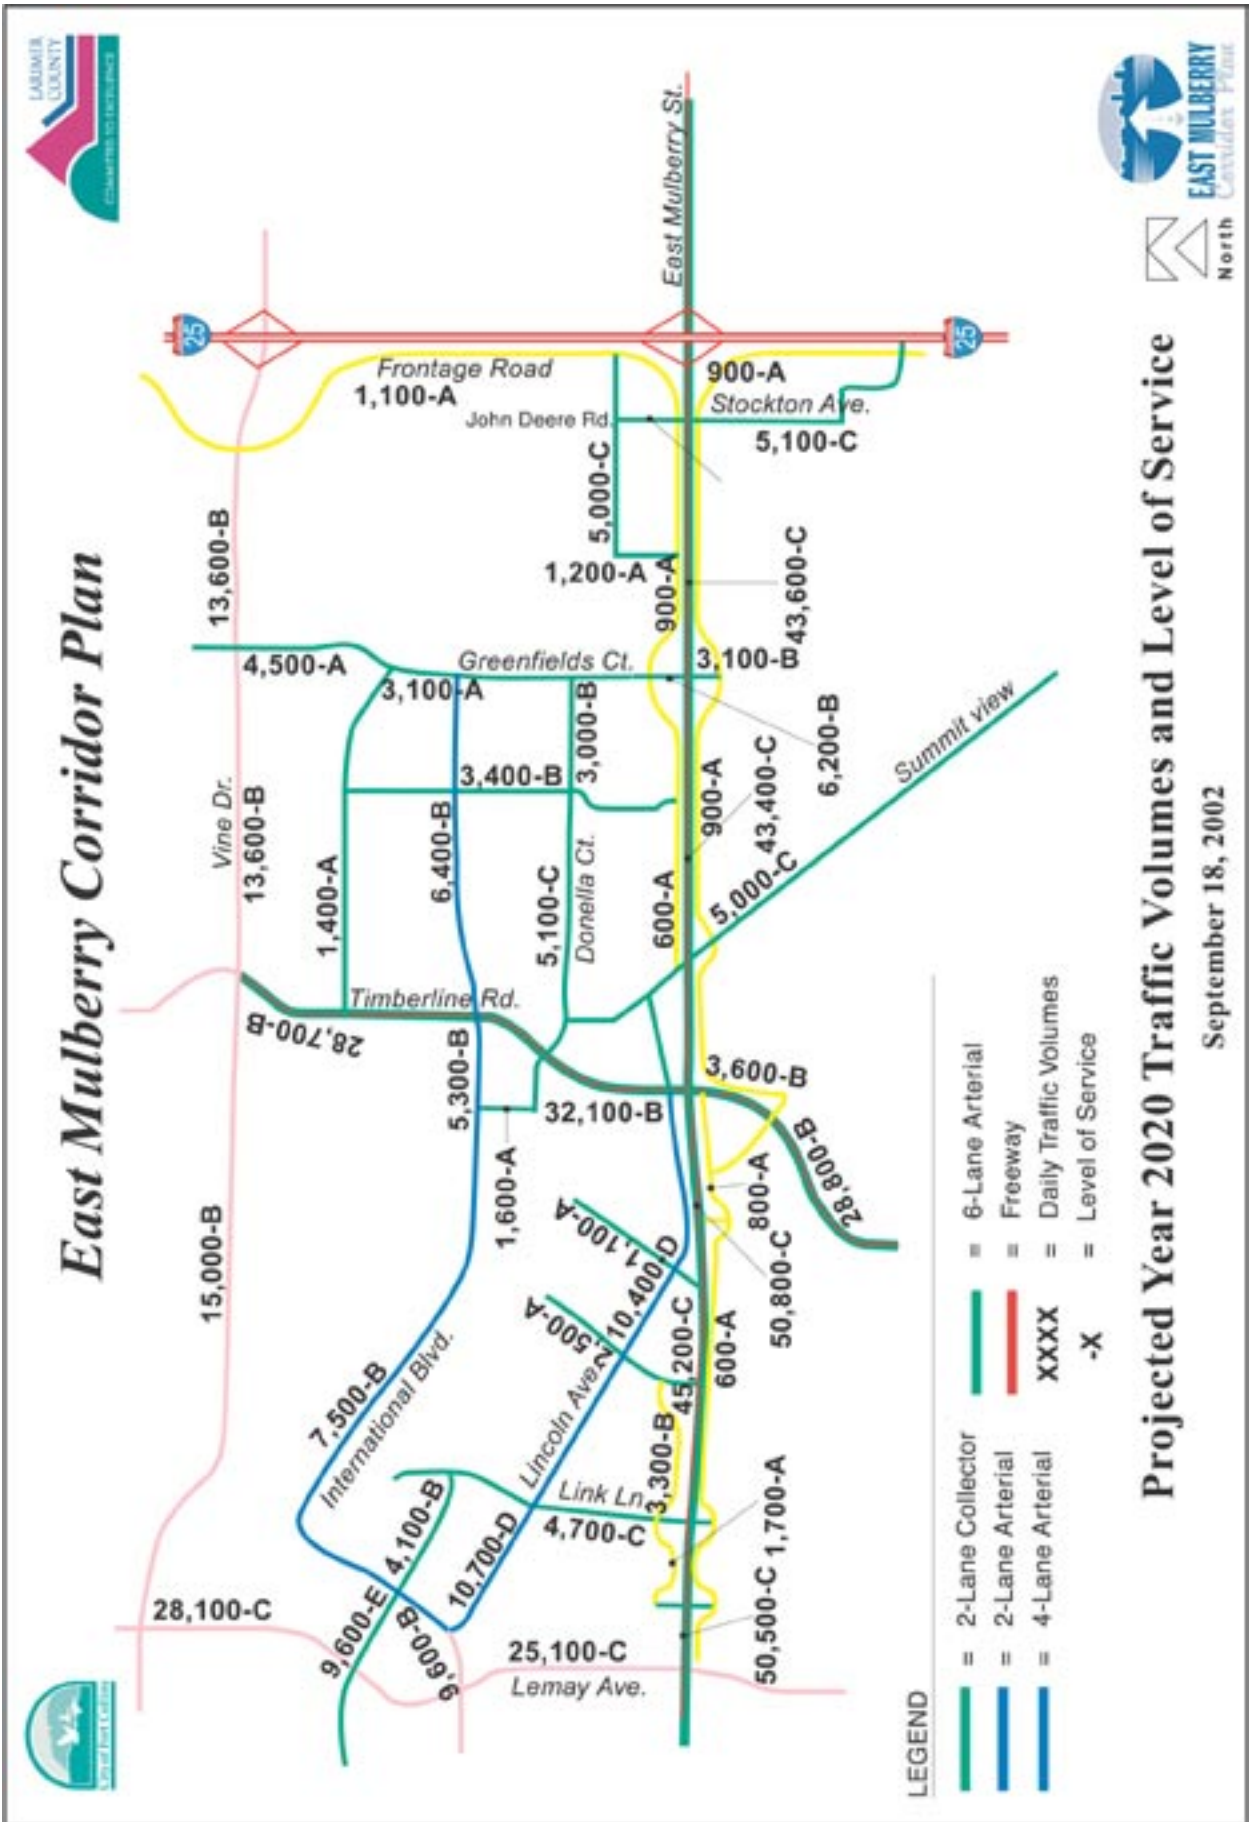 LARIMER
COUNTY
COMMITTED TO EXCELLENCE
East Mulberry Corridor Plan
25
Vine Dr.
13,600-B
13,600-B
15,000-B
28,100-C
4,500-A
3,100-A
Greenfields Ct.
Frontage Road
1,100-A
John Deere Rd.
5,000-C
1,200-A
900-A
900-A
Stockton Ave.
5,100-C
East Mulberry St.
25
43,600-C
3,100-B
6,200-B
3,000-B
3,400-B
6,400-B
1,400-A
5,100-C
Donella Ct.
600-A
900-A
43,400-C
5,000-C
Summit view
Timberline Rd.
28,700-B
5,300-B
32,100-B
3,600-B
28,800-B
1,600-A
1,100-A
2,500-A
10,400-D
800-A
50,800-C
45,200-C
600-A
7,500-B
International Blvd.
Lincoln Ave.
Link Ln.
4,700-C
3,300-B
1,700-A
50,500-C
4,100-B
10,700-D
9,600-E
9,600-B
25,100-C
Lemay Ave.
LEGEND
= 2-Lane Collector
= 2-Lane Arterial
= 4-Lane Arterial
= 6-Lane Arterial
= Freeway
XXXX = Daily Traffic Volumes
-X = Level of Service
Projected Year 2020 Traffic Volumes and Level of Service
September 18, 2002
North
EAST MULBERRY
Corridor Plan